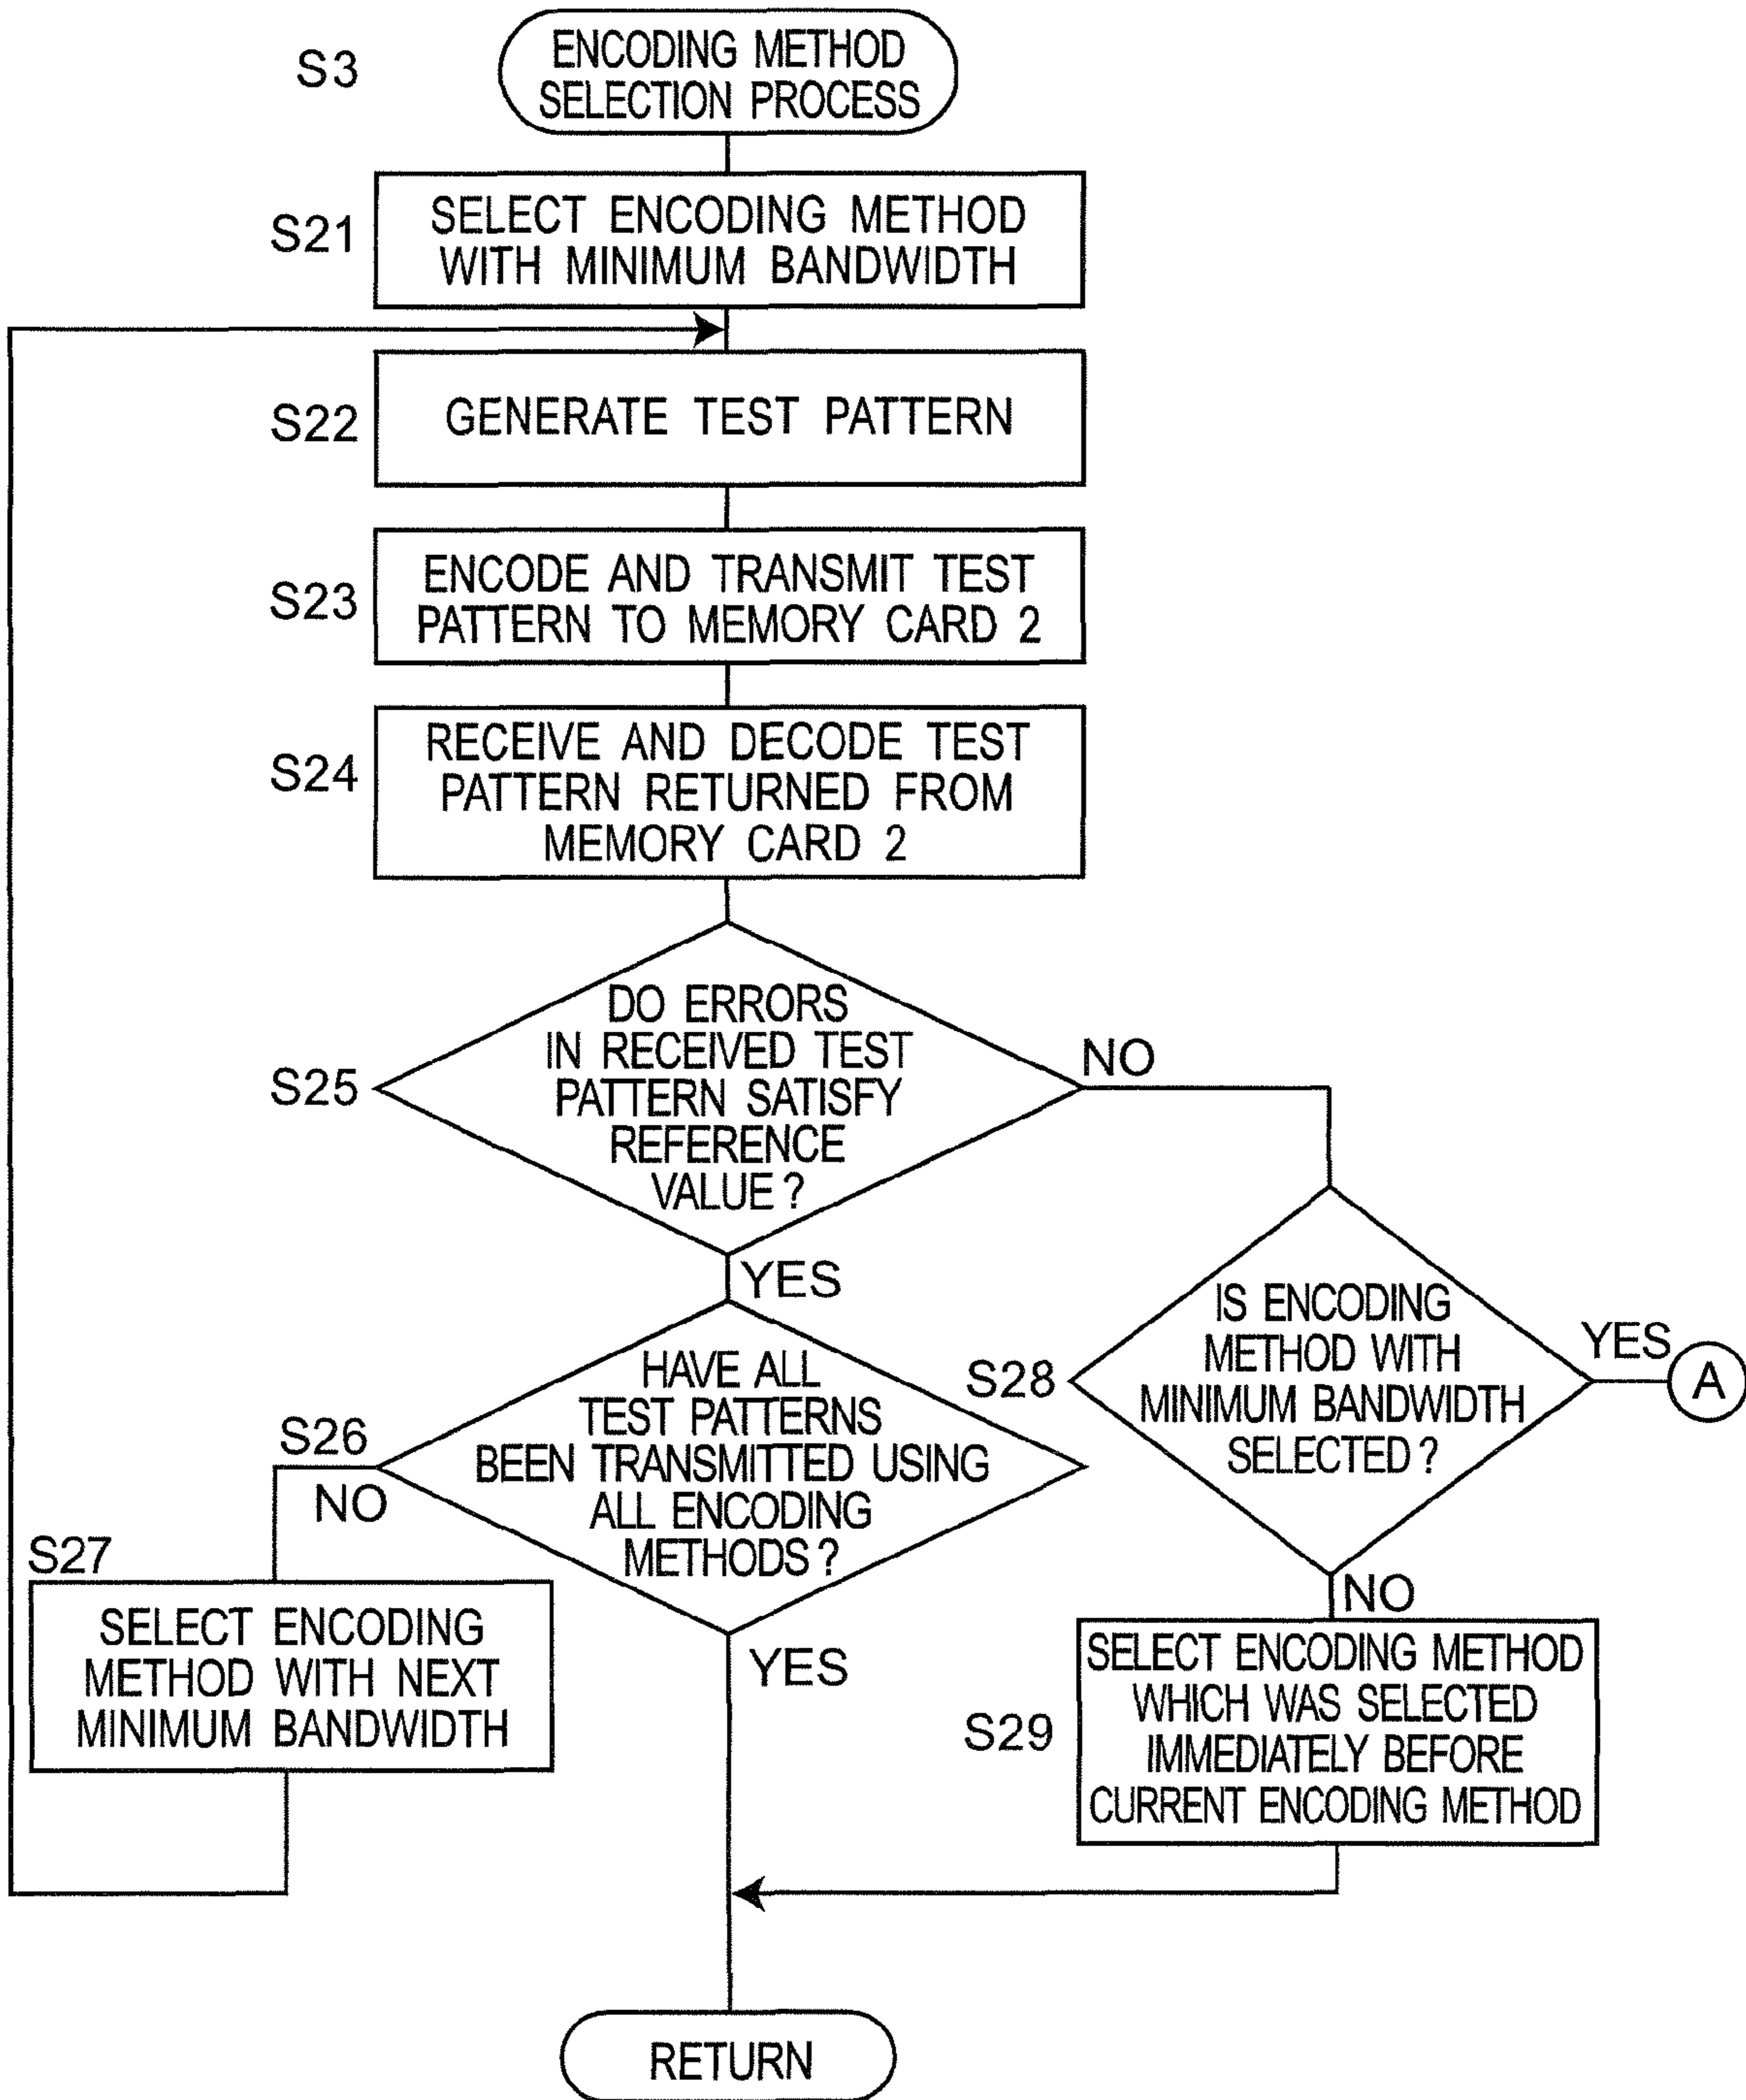 S3
ENCODING METHOD
SELECTION PROCESS
S21
SELECT ENCODING METHOD
WITH MINIMUM BANDWIDTH
S22
GENERATE TEST PATTERN
S23
ENCODE AND TRANSMIT TEST
PATTERN TO MEMORY CARD 2
S24
RECEIVE AND DECODE TEST
PATTERN RETURNED FROM
MEMORY CARD 2
S25
DO ERRORS
IN RECEIVED TEST
PATTERN SATISFY
REFERENCE
VALUE?
NO
YES
S26
HAVE ALL
TEST PATTERNS
BEEN TRANSMITTED USING
ALL ENCODING
METHODS?
NO
YES
S27
SELECT ENCODING
METHOD WITH NEXT
MINIMUM BANDWIDTH
S28
IS ENCODING
METHOD WITH
MINIMUM BANDWIDTH
SELECTED?
YES
A
NO
S29
SELECT ENCODING METHOD
WHICH WAS SELECTED
IMMEDIATELY BEFORE
CURRENT ENCODING METHOD
RETURN